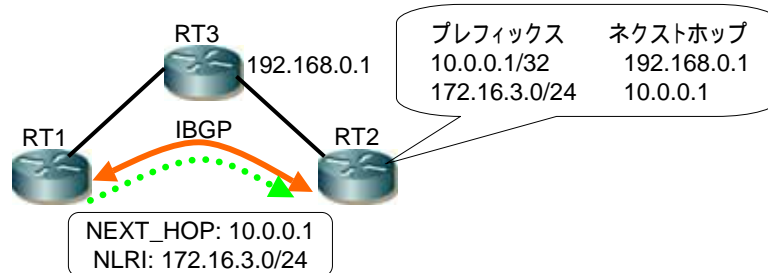 RT3
192.168.0.1
プレフィックス ネクストホップ
10.0.0.1/32 192.168.0.1
172.16.3.0/24 10.0.0.1
RT1
IBGP
RT2
NEXT_HOP: 10.0.0.1
NLRI: 172.16.3.0/24